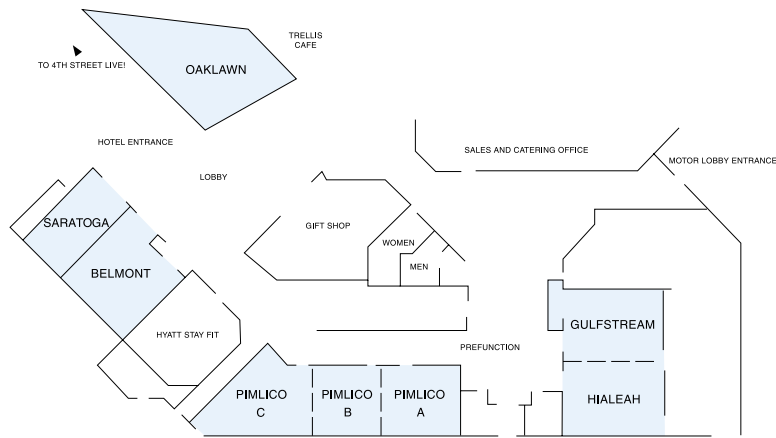 TRELLIS
CAFE
TO 4TH STREET LIVE!
OAKLAWN
HOTEL ENTRANCE
SALES AND CATERING OFFICE
MOTOR LOBBY ENTRANCE
LOBBY
SARATOGA
GIFT SHOP
WOMEN
BELMONT
MEN
GULFSTREAM
HYATT STAY FIT
PREFUNCTION
PIMLICO
C
PIMLICO
B
PIMLICO
A
HIALEAH